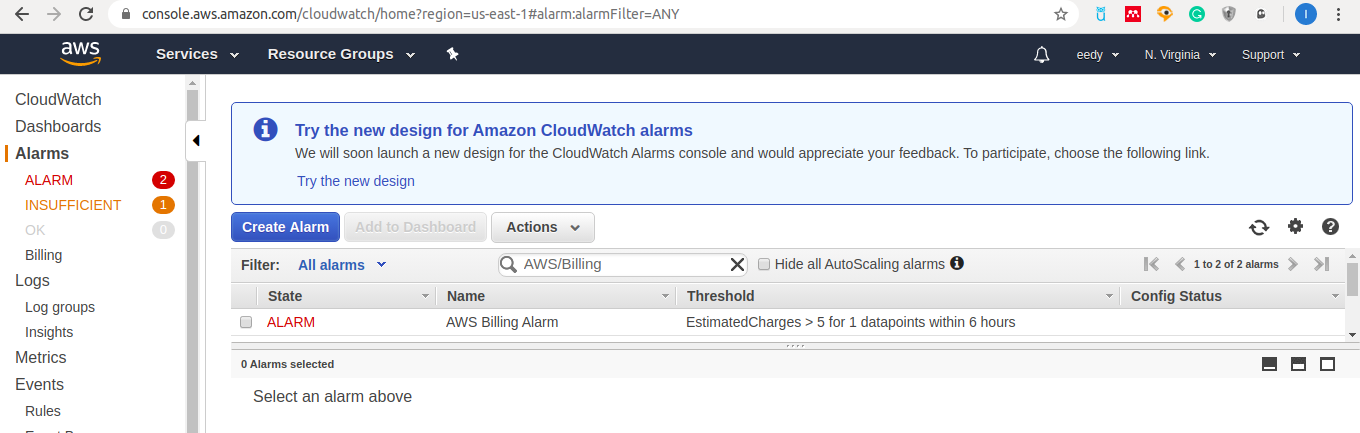 console.aws.amazon.com/cloudwatch/home?region=us-east-1#alarm:alarmFilter=ANY
I
aws Services Resource Groups eedy N. Virginia Support
CloudWatch
Dashboards
Alarms
ALARM 2
INSUFFICIENT 1
OK 0
Billing
Logs
Log groups
Insights
Metrics
Events
Rules
Try the new design for Amazon CloudWatch alarms
We will soon launch a new design for the CloudWatch Alarms console and would appreciate your feedback. To participate, choose the following link.
Try the new design
Create Alarm Add to Dashboard Actions
Filter: All alarms AWS/Billing Hide all AutoScaling alarms 1 to 2 of 2 alarms
State Name Threshold Config Status
ALARM AWS Billing Alarm EstimatedCharges > 5 for 1 datapoints within 6 hours
0 Alarms selected
Select an alarm above